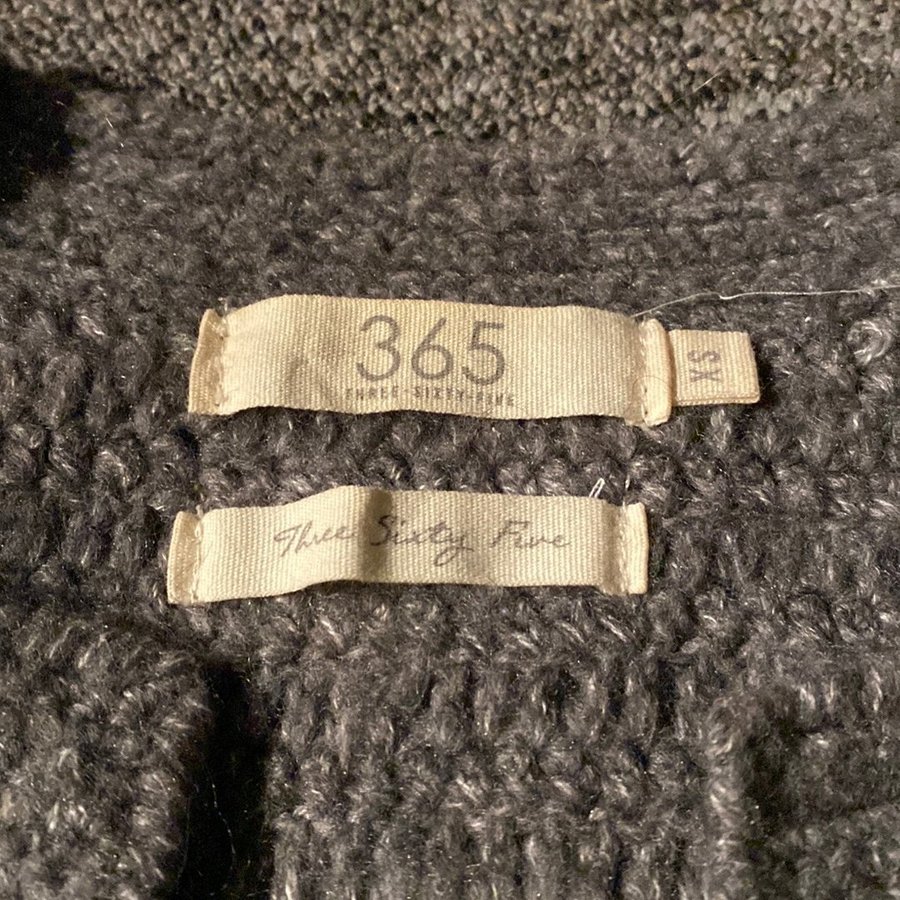 365
THREE-SIXTY-FIVE
XS
Three Sixty Five